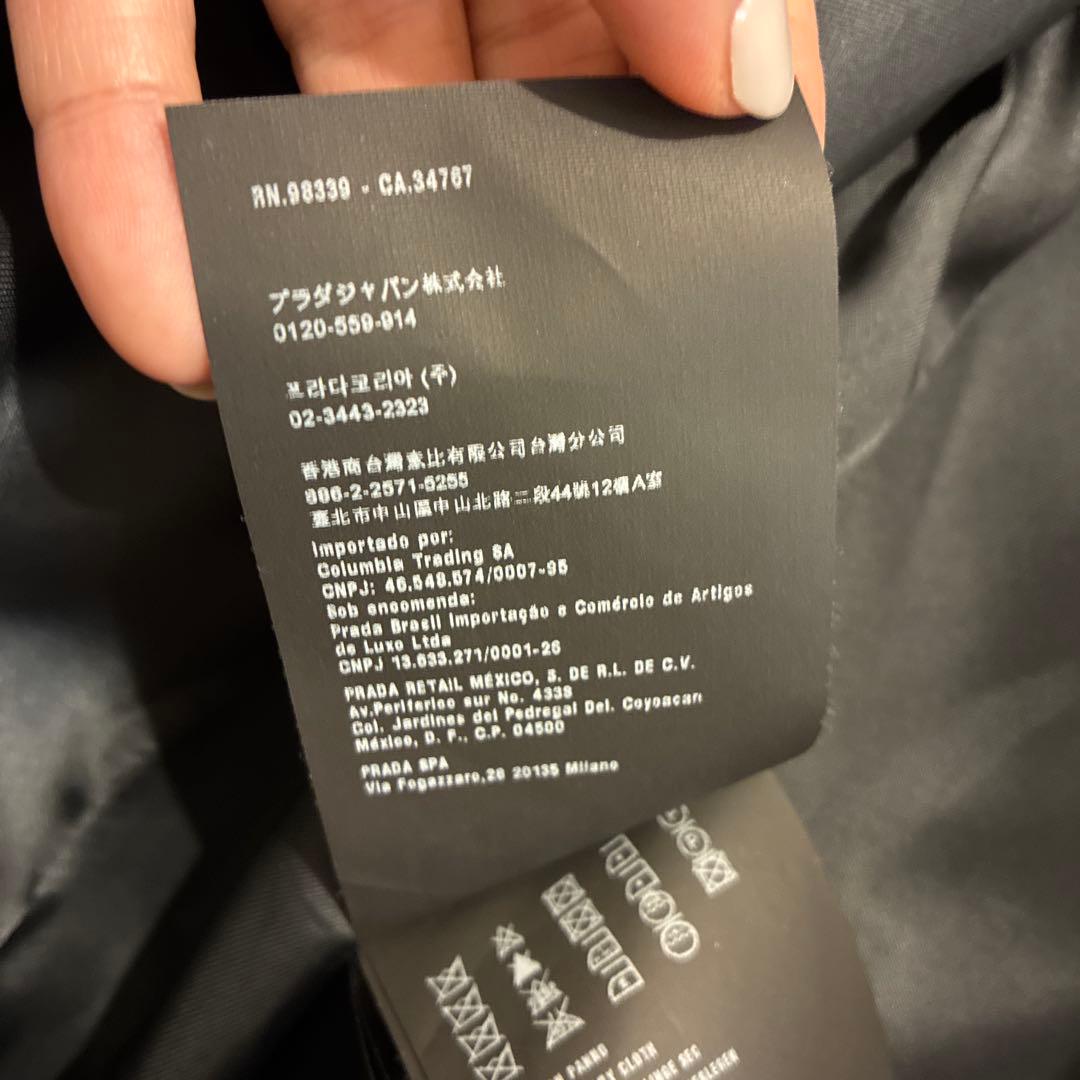 RN.98339 - CA.34767
プラダジャパン株式会社
0120-559-914
프라다코리아 (주)
02-3443-2323
香港商台灣　比有限公司台灣分公司
886-2-2571-5255
臺北市中山區中山北路二段44號12樓A室
Importado por:
Columbia Trading SA
CNPJ: 46.548.574/0007-95
Sob encomenda:
Prada Brasil Importação e Comércio de Artigos
de Luxo Ltda
CNPJ 13.633.271/0001-26
PRADA RETAIL MÉXICO, S. DE R.L. DE C.V.
Av.Periferico sur No. 4338
Col. Jardines del Pedregal Del. Coyoacan
México, D. F., C.P. 04500
PRADA SPA
Via Fogazzaro,28 20135 Milano
PANNO
CLOTH
LINGE SEC